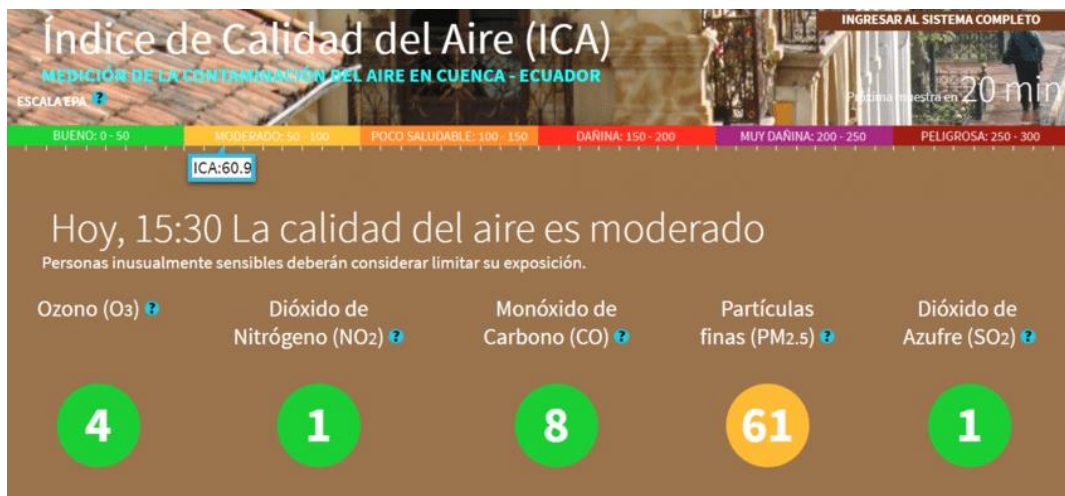 Índice de Calidad del Aire (ICA)
INGRESAR AL SISTEMA COMPLETO
MEDICIÓN DE LA CONTAMINACIÓN DEL AIRE EN CUENCA - ECUADOR
ESCALA EPA ?
Próxima muestra en 20 min
BUENO: 0 - 50
MODERADO: 50 - 100
POCO SALUDABLE: 100 - 150
DAÑINA: 150 - 200
MUY DAÑINA: 200 - 250
PELIGROSA: 250 - 300
ICA:60.9
Hoy, 15:30 La calidad del aire es moderado
Personas inusualmente sensibles deberán considerar limitar su exposición.
Ozono (O3) ?
Dióxido de
Nitrógeno (NO2) ?
Monóxido de
Carbono (CO) ?
Partículas
finas (PM2.5) ?
Dióxido de
Azufre (SO2) ?
4
1
8
61
1